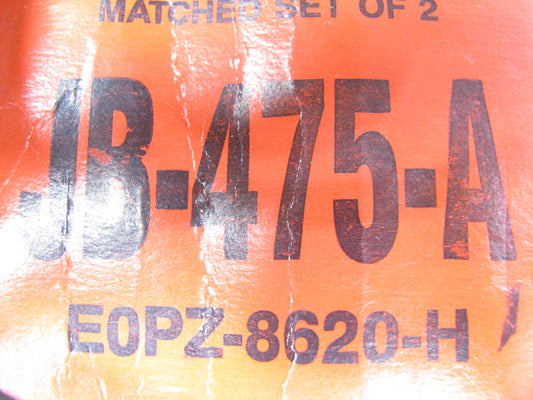 MATCHED SET OF 2
JB-475-A
E0PZ-8620-H